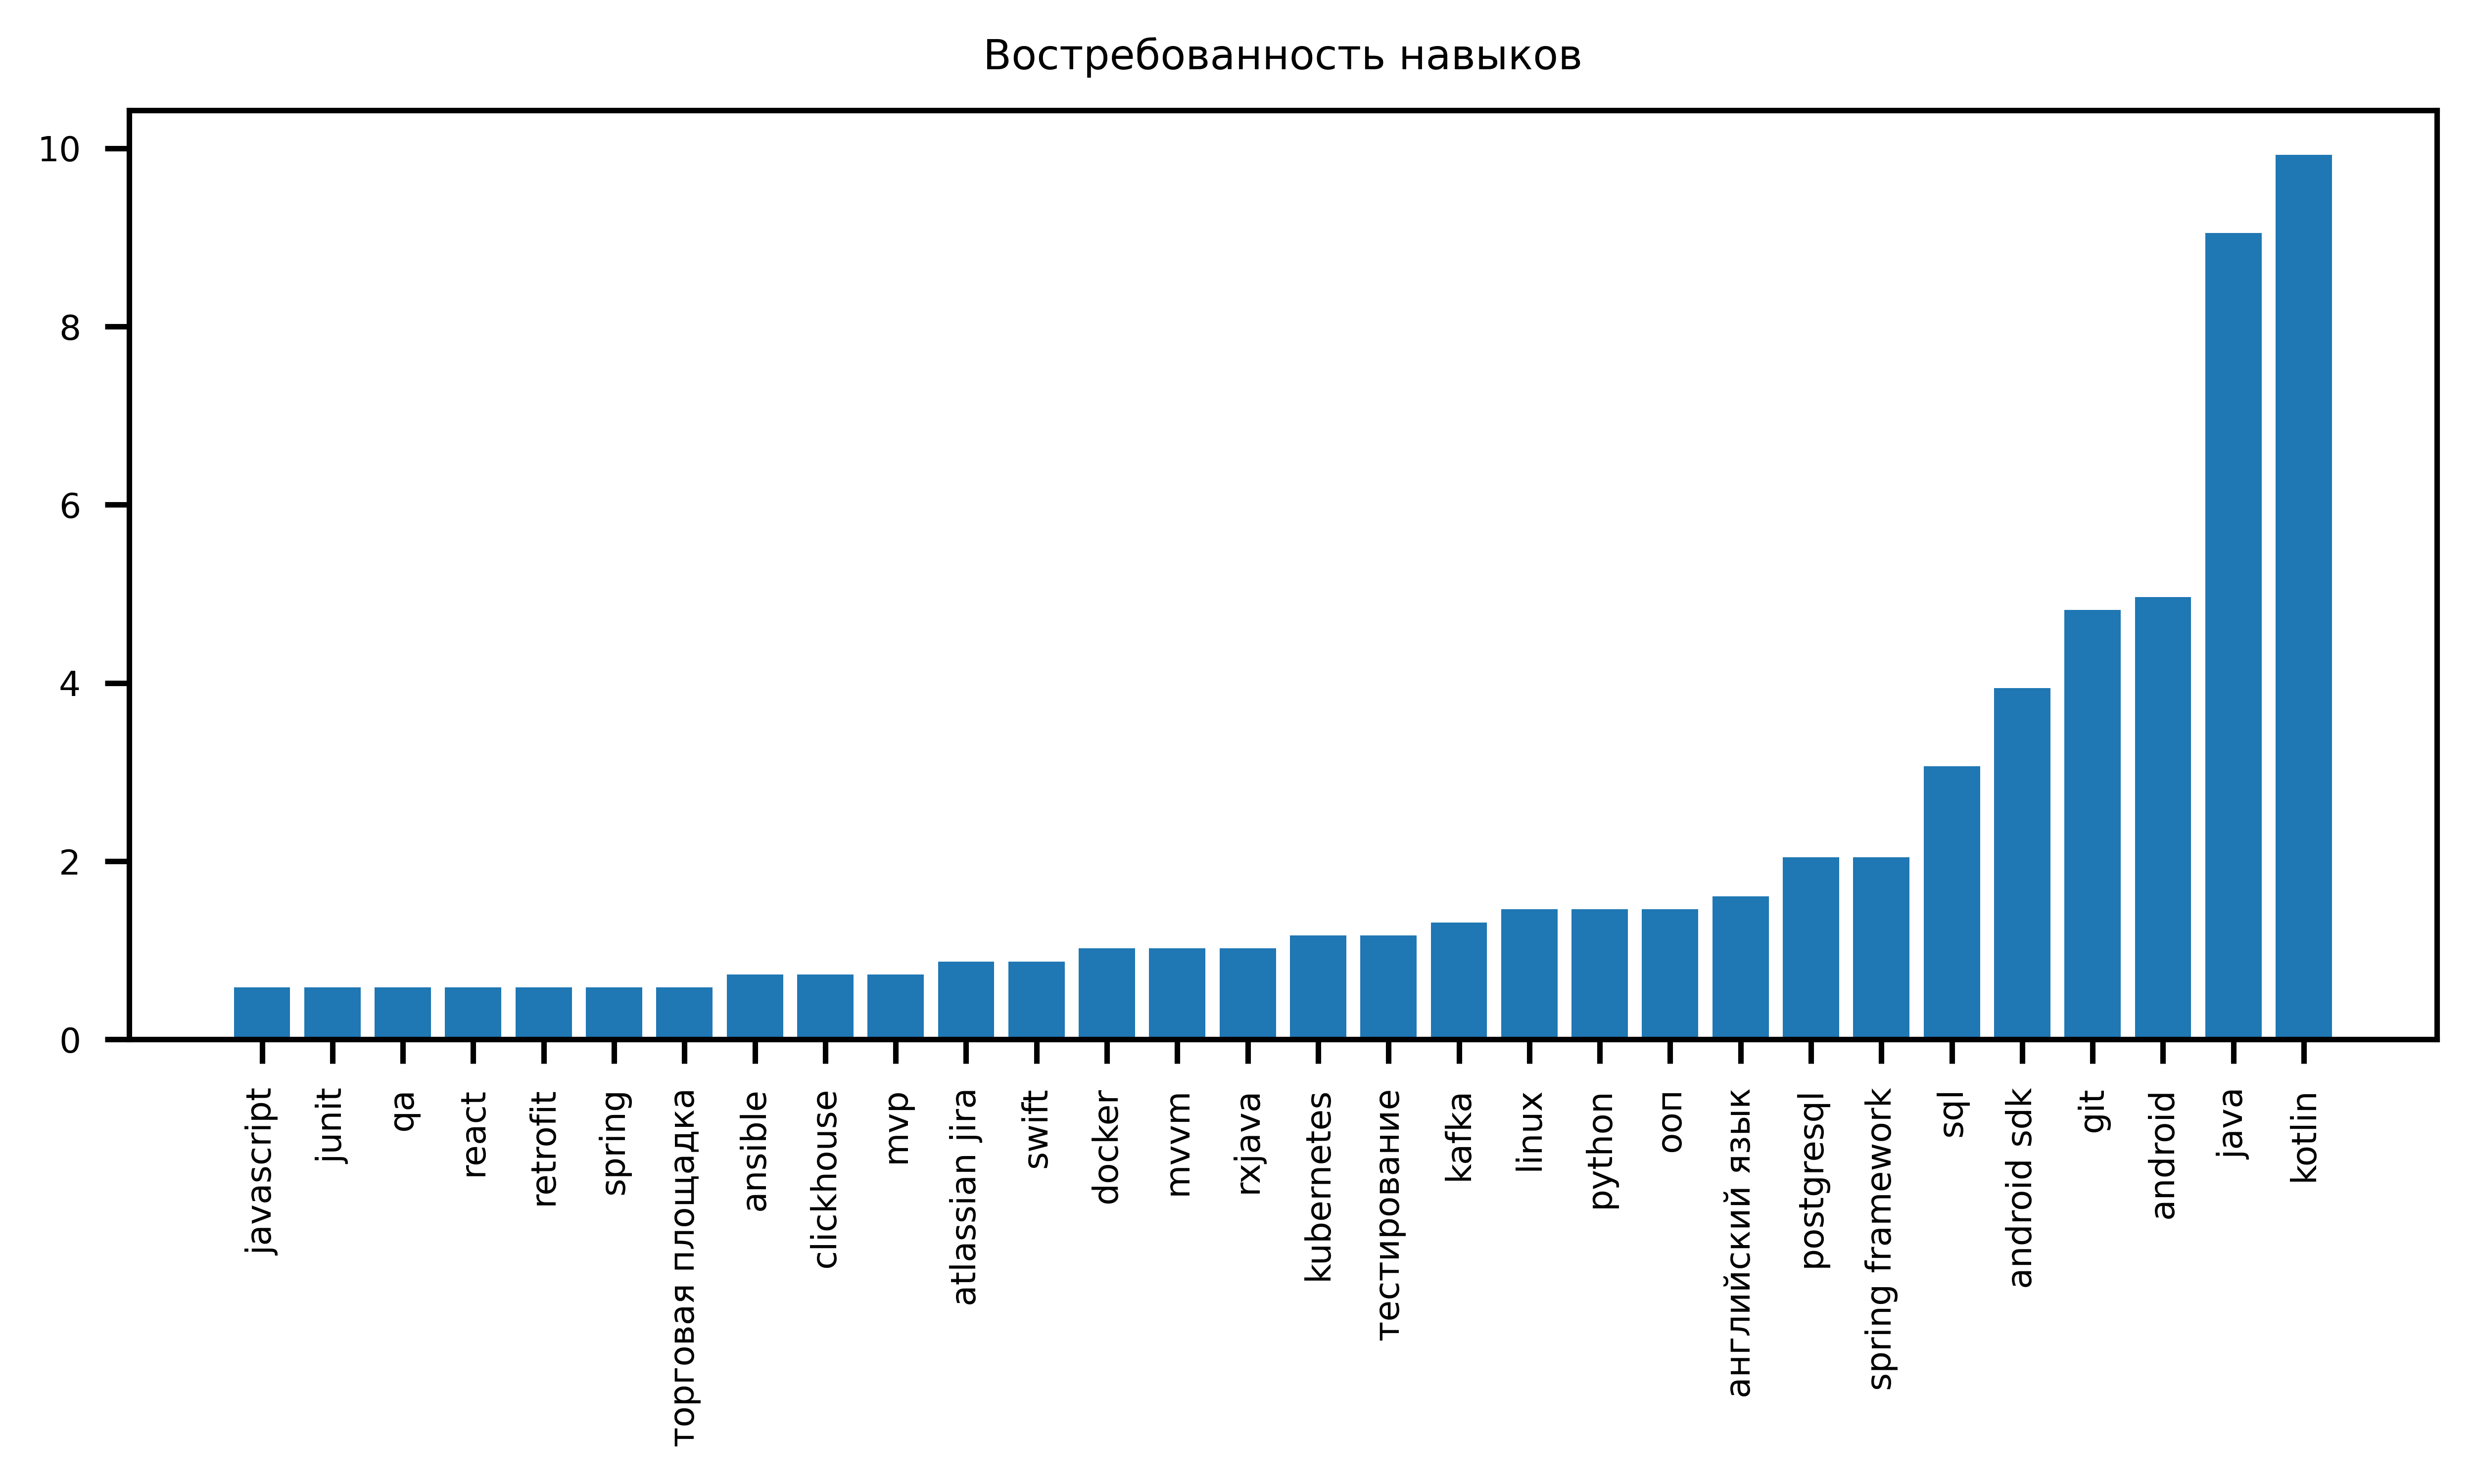 Востребованность навыков
10
8
6
4
2
0
javascript
junit
qa
react
retrofit
spring
торговая площадка
ansible
clickhouse
mvp
atlassian jira
swift
docker
mvvm
rxjava
kubernetes
тестирование
kafka
linux
python
ооп
английский язык
postgresql
spring framework
sql
android sdk
git
android
java
kotlin